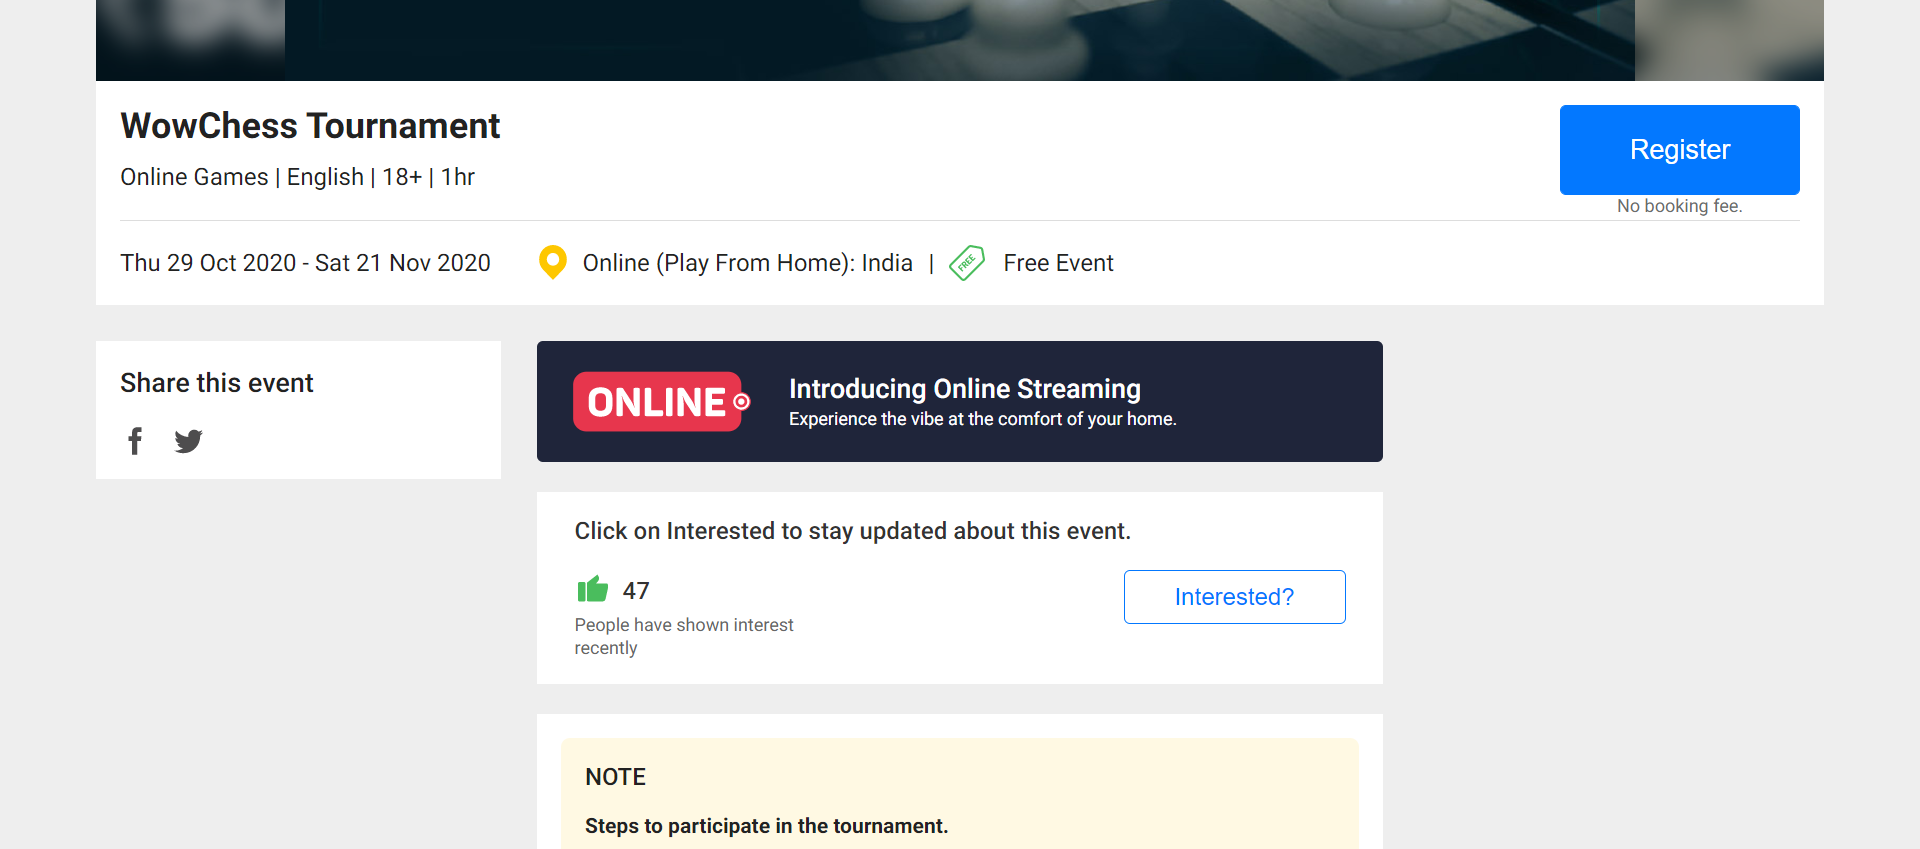 WowChess Tournament
Register
Online Games | English | 18+ | 1hr
No booking fee.
Thu 29 Oct 2020 - Sat 21 Nov 2020
Online (Play From Home): India | FREE Free Event
Share this event
ONLINE
Introducing Online Streaming
Experience the vibe at the comfort of your home.
Click on Interested to stay updated about this event.
47
Interested?
People have shown interest
recently
NOTE
Steps to participate in the tournament.